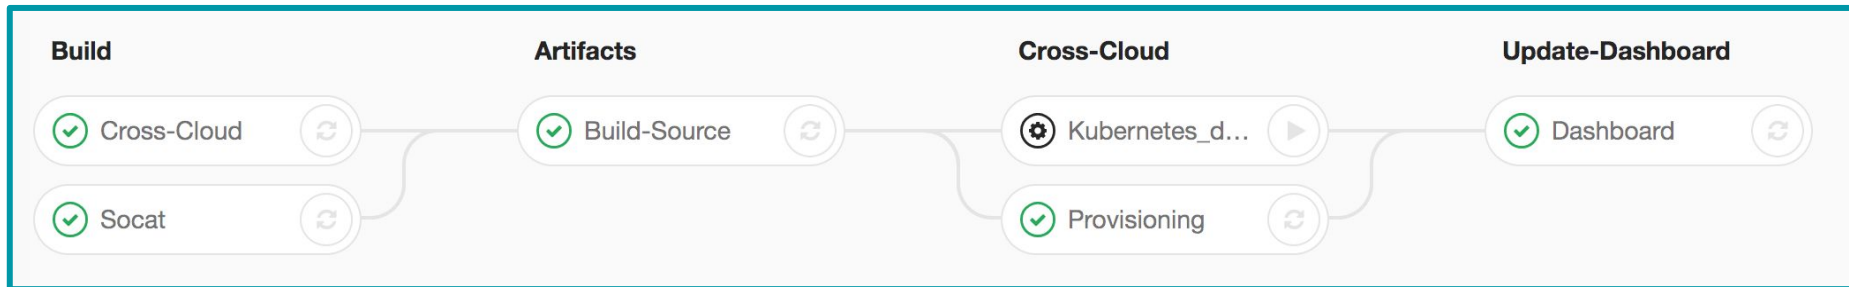 Build
Cross-Cloud
Socat
Artifacts
Build-Source
Cross-Cloud
Kubernetes_d...
Provisioning
Update-Dashboard
Dashboard